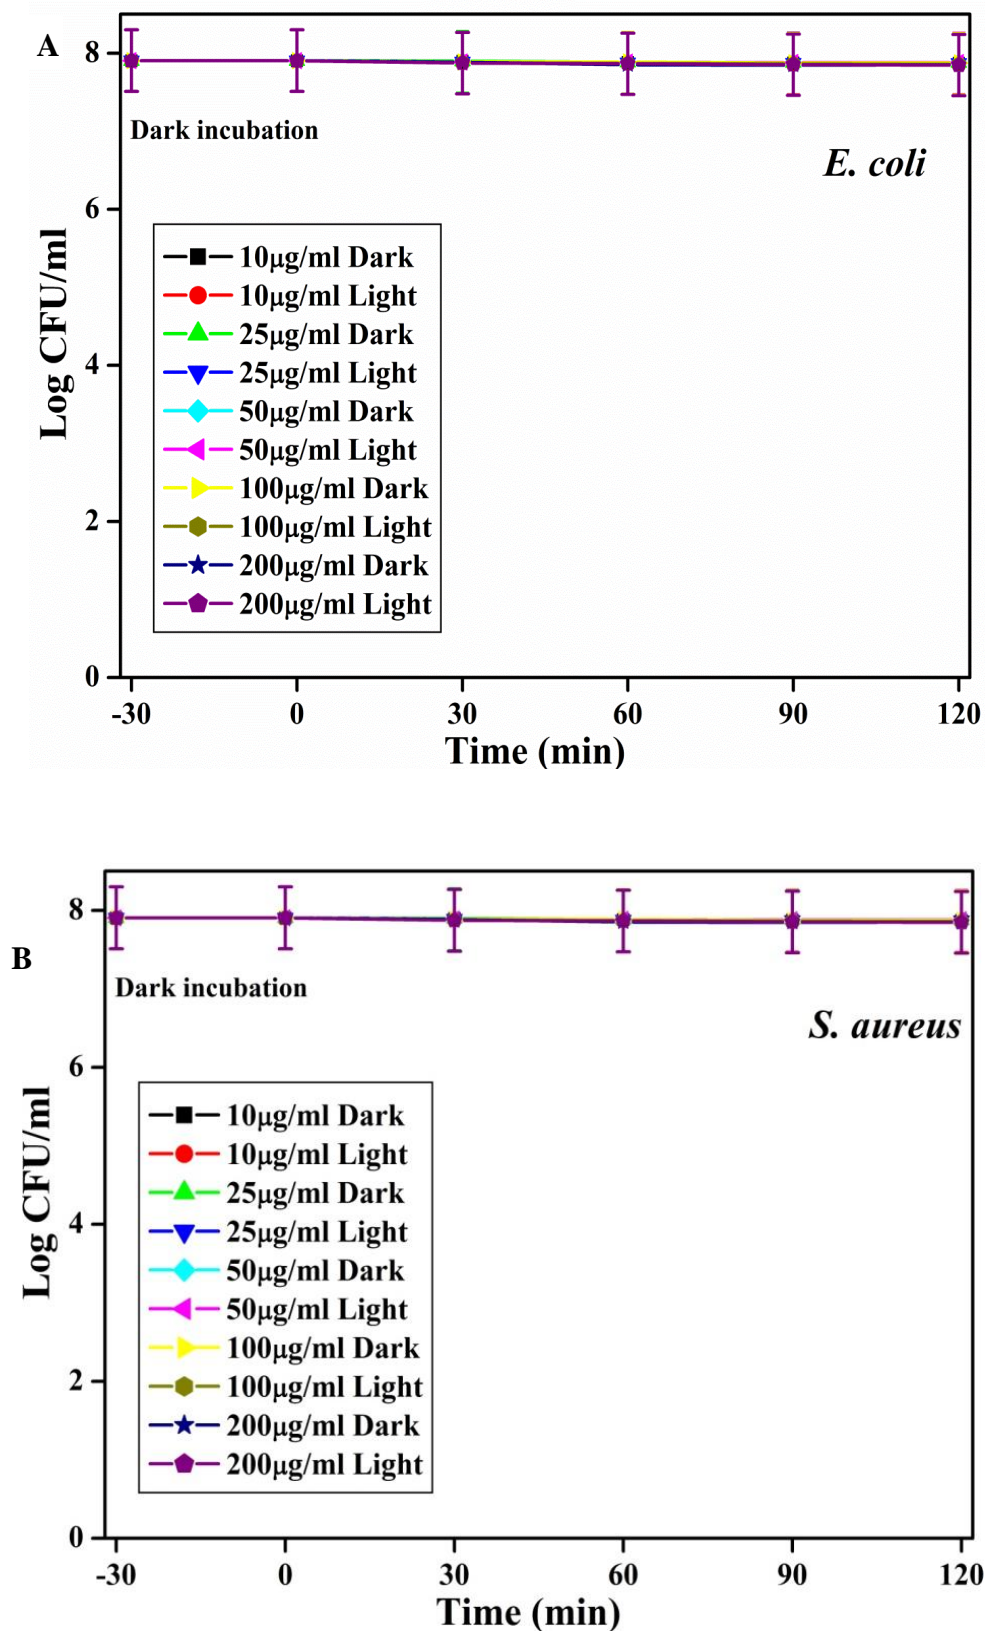 A
8
Dark incubation
E. coli
6
Log CFU/ml
10μg/ml Dark
10μg/ml Light
25μg/ml Dark
25μg/ml Light
4
50μg/ml Dark
50μg/ml Light
100μg/ml Dark
2
100μg/ml Light
200μg/ml Dark
200μg/ml Light
0
-30 0 30 60 90 120
Time (min)
B
8
Dark incubation
S. aureus
6
Log CFU/ml
10μg/ml Dark
10μg/ml Light
25μg/ml Dark
25μg/ml Light
4
50μg/ml Dark
50μg/ml Light
100μg/ml Dark
2
100μg/ml Light
200μg/ml Dark
200μg/ml Light
0
-30 0 30 60 90 120
Time (min)